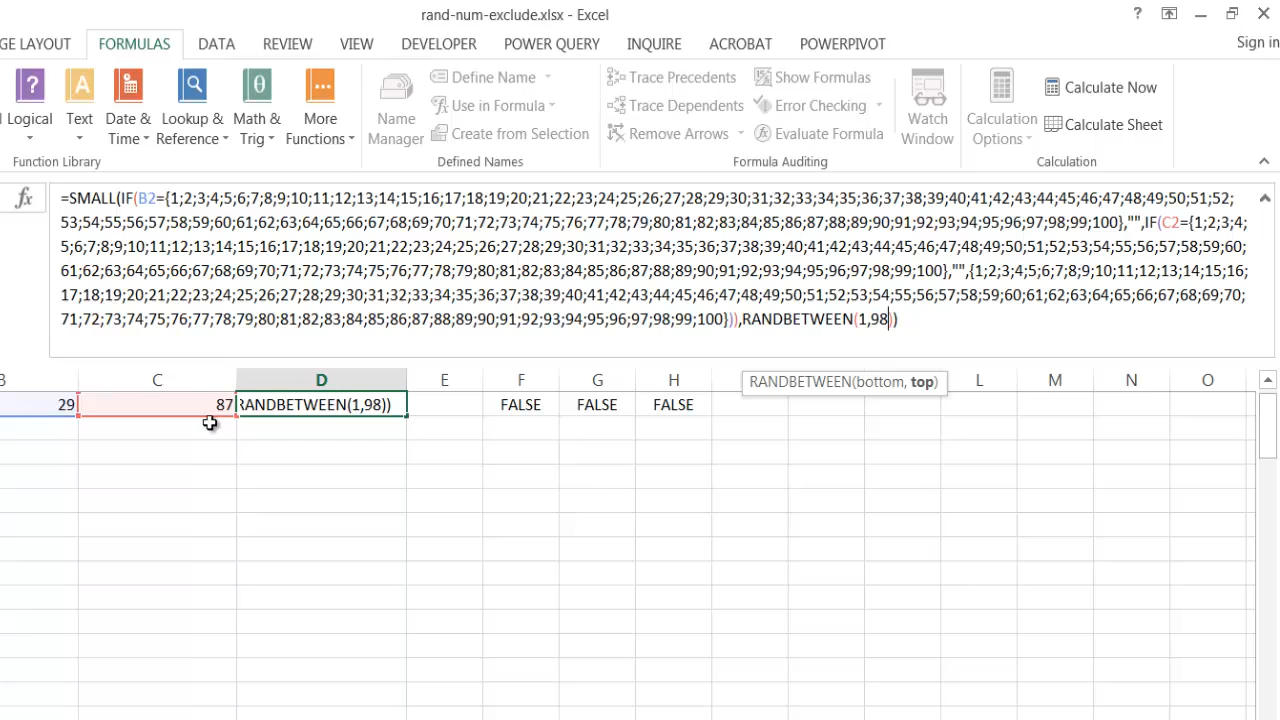 rand-num-exclude.xlsx - Excel
?
GE LAYOUT FORMULAS DATA REVIEW VIEW DEVELOPER POWER QUERY INQUIRE ACROBAT POWERPIVOT Sign in
Logical
Text
Date & Time
Lookup & Reference
Math & Trig
More Functions
Function Library
Name Manager
Define Name
Use in Formula
Create from Selection
Defined Names
Trace Precedents
Trace Dependents
Remove Arrows
Show Formulas
Error Checking
Evaluate Formula
Formula Auditing
Watch Window
Calculation Options
Calculate Now
Calculate Sheet
Calculation
fx
=SMALL(IF(B2={1;2;3;4;5;6;7;8;9;10;11;12;13;14;15;16;17;18;19;20;21;22;23;24;25;26;27;28;29;30;31;32;33;34;35;36;37;38;39;40;41;42;43;44;45;46;47;48;49;50;51;52;
53;54;55;56;57;58;59;60;61;62;63;64;65;66;67;68;69;70;71;72;73;74;75;76;77;78;79;80;81;82;83;84;85;86;87;88;89;90;91;92;93;94;95;96;97;98;99;100},"",IF(C2={1;2;3;4;
5;6;7;8;9;10;11;12;13;14;15;16;17;18;19;20;21;22;23;24;25;26;27;28;29;30;31;32;33;34;35;36;37;38;39;40;41;42;43;44;45;46;47;48;49;50;51;52;53;54;55;56;57;58;59;60;
61;62;63;64;65;66;67;68;69;70;71;72;73;74;75;76;77;78;79;80;81;82;83;84;85;86;87;88;89;90;91;92;93;94;95;96;97;98;99;100},"",{1;2;3;4;5;6;7;8;9;10;11;12;13;14;15;16;
17;18;19;20;21;22;23;24;25;26;27;28;29;30;31;32;33;34;35;36;37;38;39;40;41;42;43;44;45;46;47;48;49;50;51;52;53;54;55;56;57;58;59;60;61;62;63;64;65;66;67;68;69;70;
71;72;73;74;75;76;77;78;79;80;81;82;83;84;85;86;87;88;89;90;91;92;93;94;95;96;97;98;99;100})),RANDBETWEEN(1,98))
RANDBETWEEN(bottom, top)
B C D E F G H L M N O
29 87 RANDBETWEEN(1,98)) FALSE FALSE FALSE